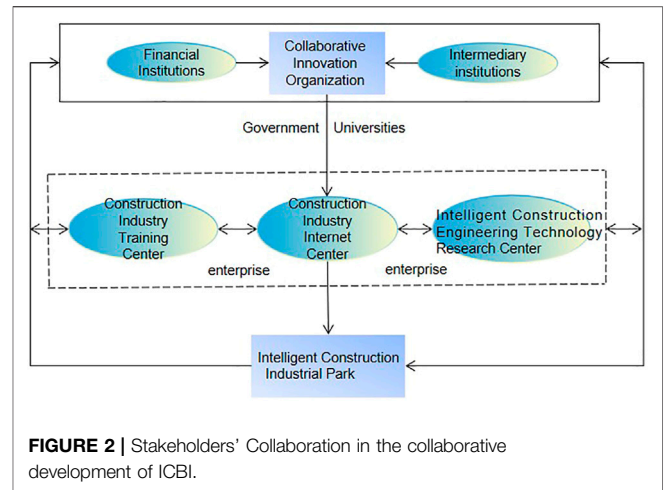 Financial
Institutions
Collaborative
Innovation
Organization
Intermediary
institutions
Government
Universities
Construction
Industry
Training
Center
Construction
Industry
Internet
Center
Intelligent Construction
Engineering Technology
Research Center
enterprise
enterprise
Intelligent Construction
Industrial Park
FIGURE 2 | Stakeholders' Collaboration in the collaborative
development of ICBI.